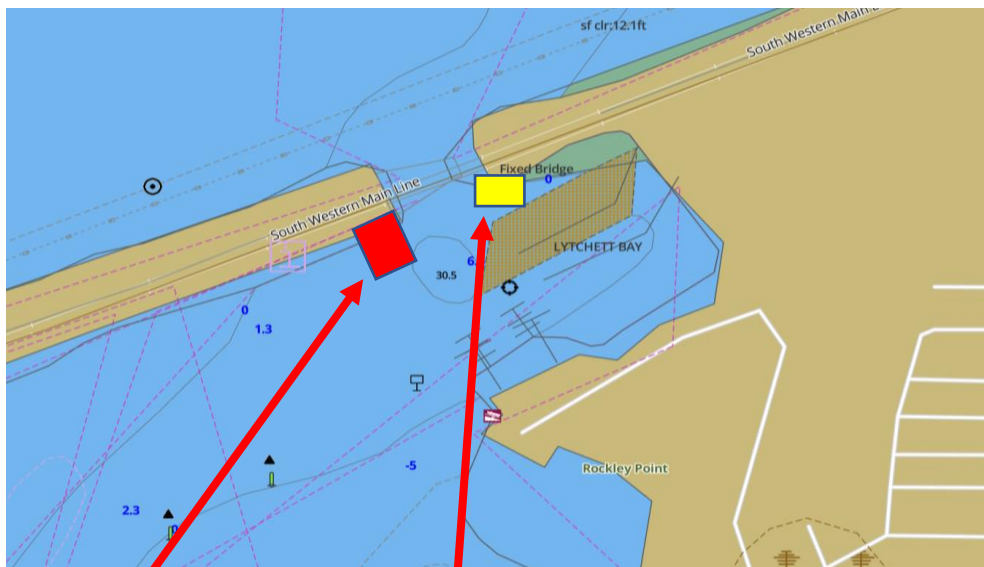 sf clr:12.1ft
South Western Main
Fixed Bridge
0
South Western Main Line
LYTCHETT BAY
6.
30.5
0
1.3
-5
Rockley Point
2.3